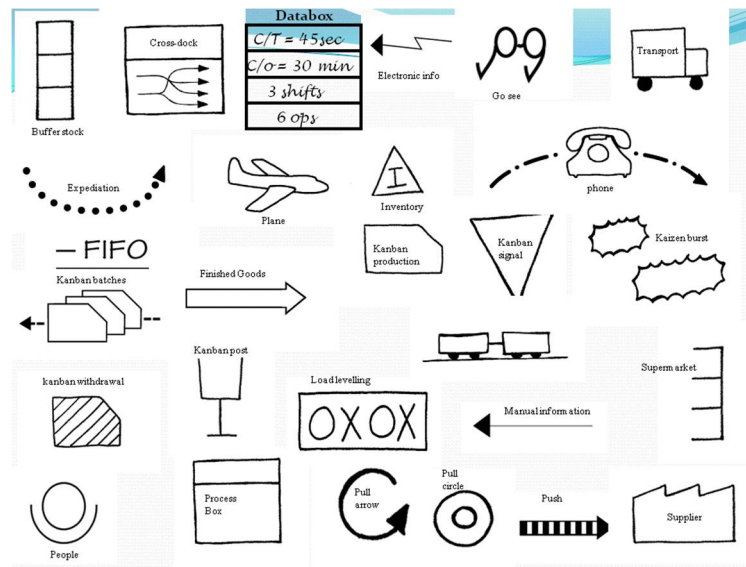 Databox
C/T = 45sec
C/o = 30 min
3 shifts
6 ops
Cross-dock
Transport
Electronic info
Go see
Buffer stock
Expediation
Plane
I
Inventory
phone
Kanban
production
Kanban
signal
Kaizen burst
– FIFO
Kanban batches
Finished Goods
Kanban post
Supermarket
kanban withdrawal
Load levelling
OXOX
Manual information
Process
Box
Pull
arrow
Pull
circle
Push
Supplier
People